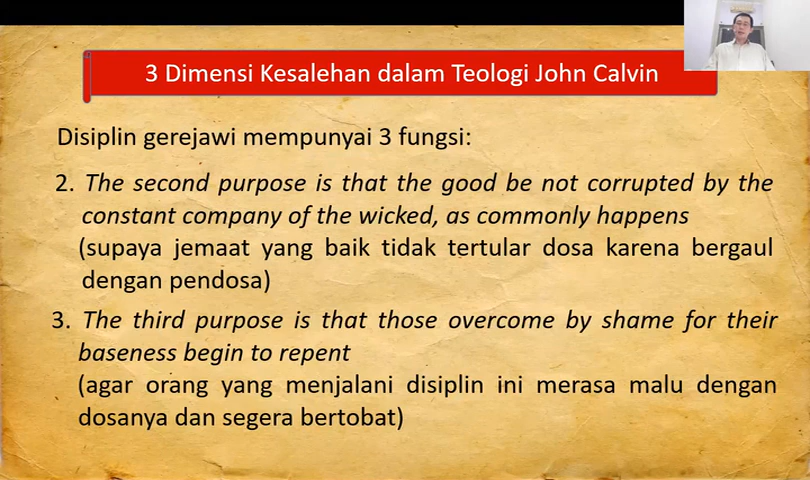 3 Dimensi Kesalehan dalam Teologi John Calvin
Disiplin gerejawi mempunyai 3 fungsi:
2. The second purpose is that the good be not corrupted by the
constant company of the wicked, as commonly happens
(supaya jemaat yang baik tidak tertular dosa karena bergaul
dengan pendosa)
3. The third purpose is that those overcome by shame for their
baseness begin to repent
(agar orang yang menjalani disiplin ini merasa malu dengan
dosanya dan segera bertobat)